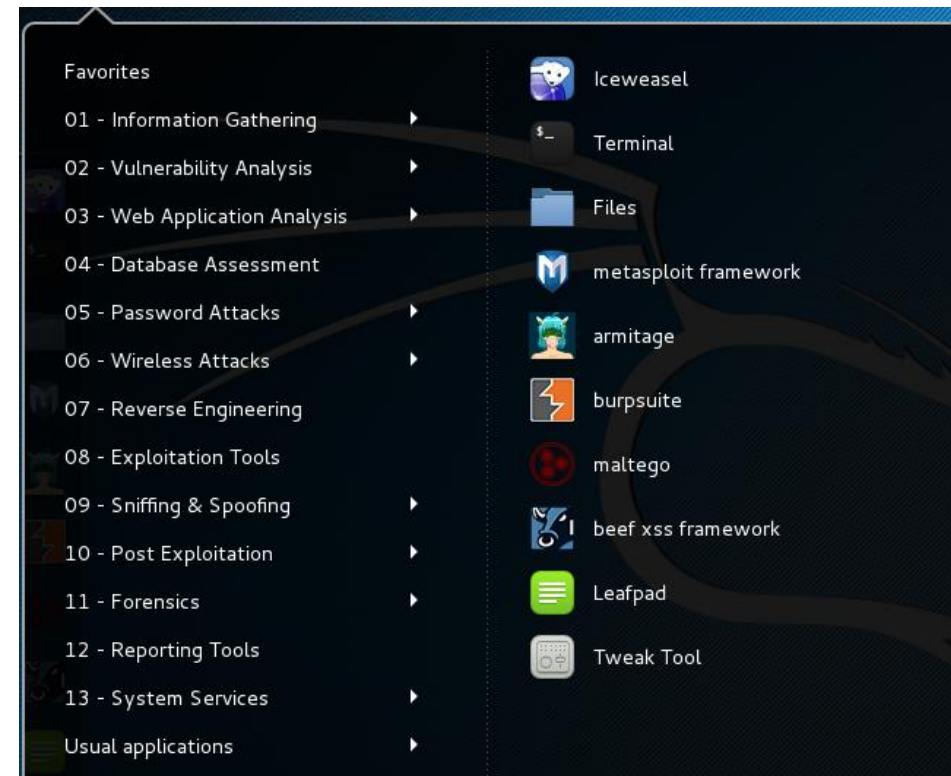 Favorites
01 - Information Gathering
02 - Vulnerability Analysis
03 - Web Application Analysis
04 - Database Assessment
05 - Password Attacks
06 - Wireless Attacks
07 - Reverse Engineering
08 - Exploitation Tools
09 - Sniffing & Spoofing
10 - Post Exploitation
11 - Forensics
12 - Reporting Tools
13 - System Services
Usual applications
Iceweasel
$_
Terminal
Files
metasploit framework
armitage
burpsuite
maltego
beef xss framework
Leafpad
Tweak Tool